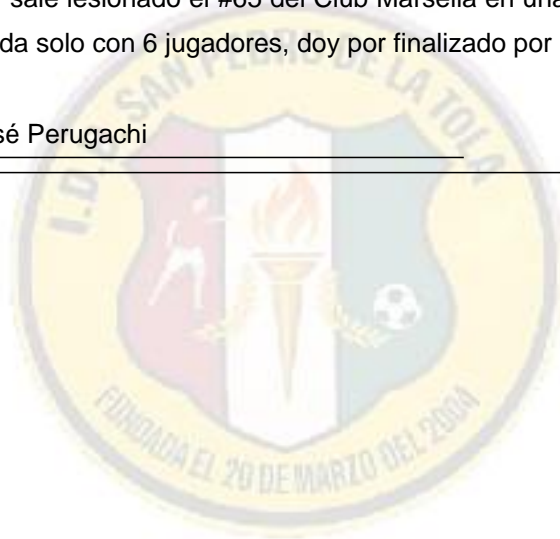 sale lesionado el #65 del Club Marsella en una
da solo con 6 jugadores, doy por finalizado por
sé Perugachi
L.D.B. SAN PEDRO DE LA TOLA
FUNDADA EL 20 DE MARZO DEL 2004